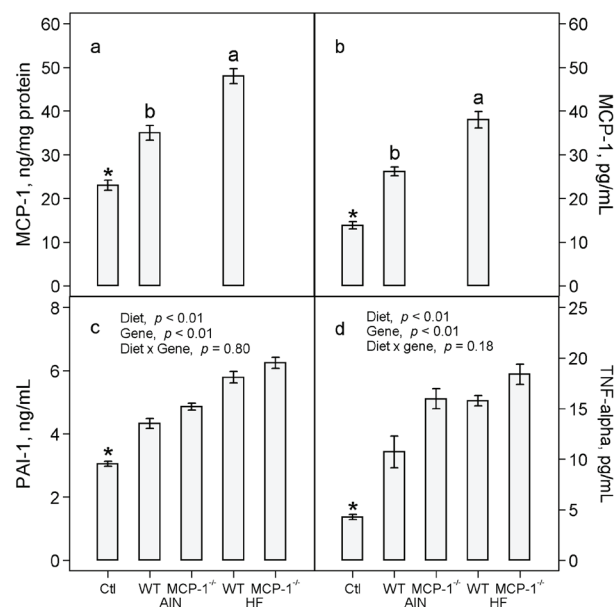 60
50
40
30
20
10
0
MCP-1, ng/mg protein
a
*
b
a
b
*
b
a
60
50
40
30
20
10
0
MCP-1,
pg/mL
8
6
4
2
0
PAI-1, ng/mL
c
Diet, p < 0.01
Gene, p < 0.01
Diet x Gene, p = 0.80
*
d
Diet, p < 0.01
Gene, p < 0.01
Diet x gene, p = 0.18
*
25
20
15
10
5
0
TNF-alpha, pg/mL
Ctl WT MCP-1-/- WT MCP-1-/-
AIN HF
Ctl WT MCP-1-/- WT MCP-1-/-
AIN HF